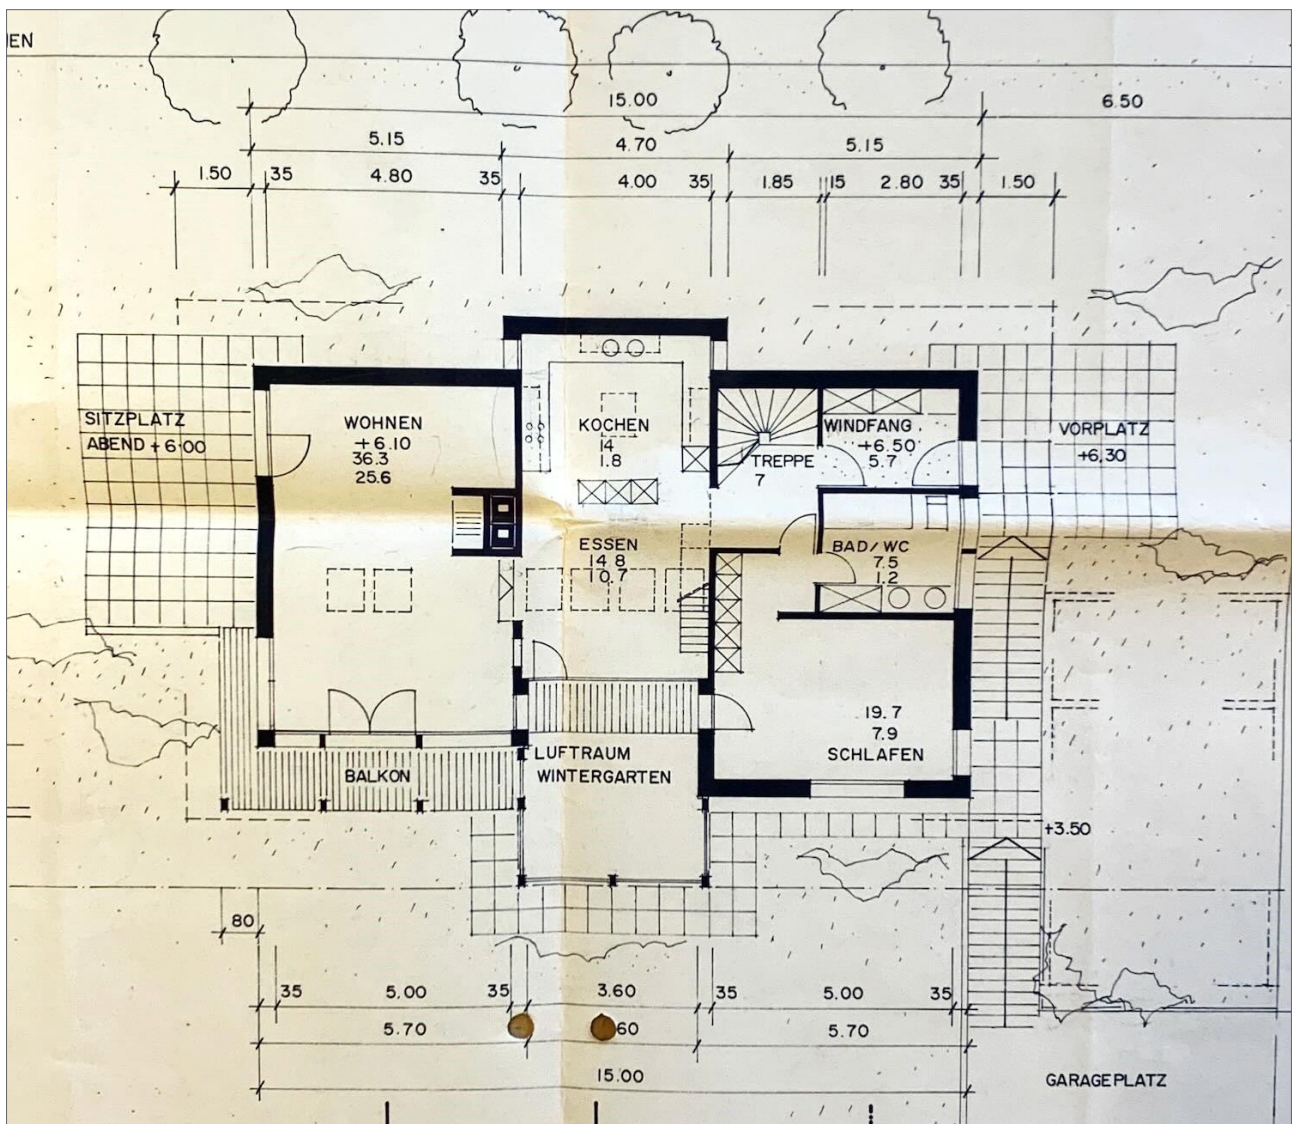 IEN
15.00 6.50
5.15 4.70 5.15
1.50 35 4.80 35 4.00 35 1.85 15 2.80 35 1.50
SITZPLATZ
ABEND + 6.00
WOHNEN
+6.10
36.3
25.6
KOCHEN
14
1.8
TREPPE
7
WINDFANG
+6.50
5.7
VORPLATZ
+6.30
ESSEN
14.8
10.7
BAD/WC
7.5
1.2
19.7
7.9
SCHLAFEN
BALKON
LUFTRAUM
WINTERGARTEN
+3.50
80
35 5.00 35 3.60 35 5.00 35
5.70 60 5.70
15.00
GARAGEPLATZ